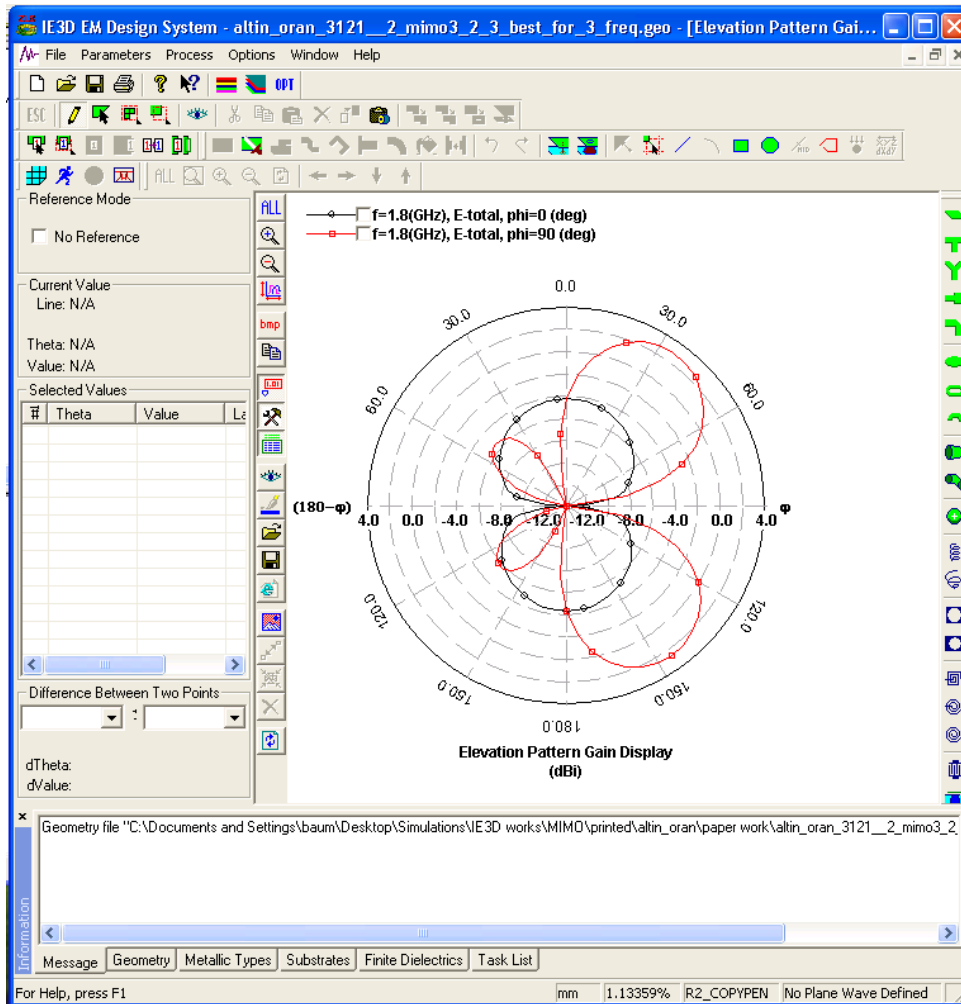 IE3D EM Design System - altin_oran_3121__2_mimo3_2_3_best_for_3_freq.geo - [Elevation Pattern Gai...
File Parameters Process Options Window Help
OPT
ESC
ALL
Reference Mode
No Reference
Current Value
Line: N/A
Theta: N/A
Value: N/A
Selected Values
# Theta Value La
Difference Between Two Points
:
dTheta:
dValue:
ALL
bmp
f=1.8(GHz), E-total, phi=0 (deg)
f=1.8(GHz), E-total, phi=90 (deg)
0.0
30.0 30.0
60.0 60.0
(180-φ) φ
4.0 0.0 -4.0 -8.0 -12.0 -12.0 -8.0 -4.0 0.0 4.0
120.0 120.0
150.0 150.0
180.0
Elevation Pattern Gain Display
(dBi)
Geometry file "C:\Documents and Settings\baum\Desktop\Simulations\IE3D works\MIMO\printed\altin_oran\paper work\altin_oran_3121__2_mimo3_2_
Information
Message Geometry Metallic Types Substrates Finite Dielectrics Task List
For Help, press F1 mm 1.13359% R2_COPYPEN No Plane Wave Defined